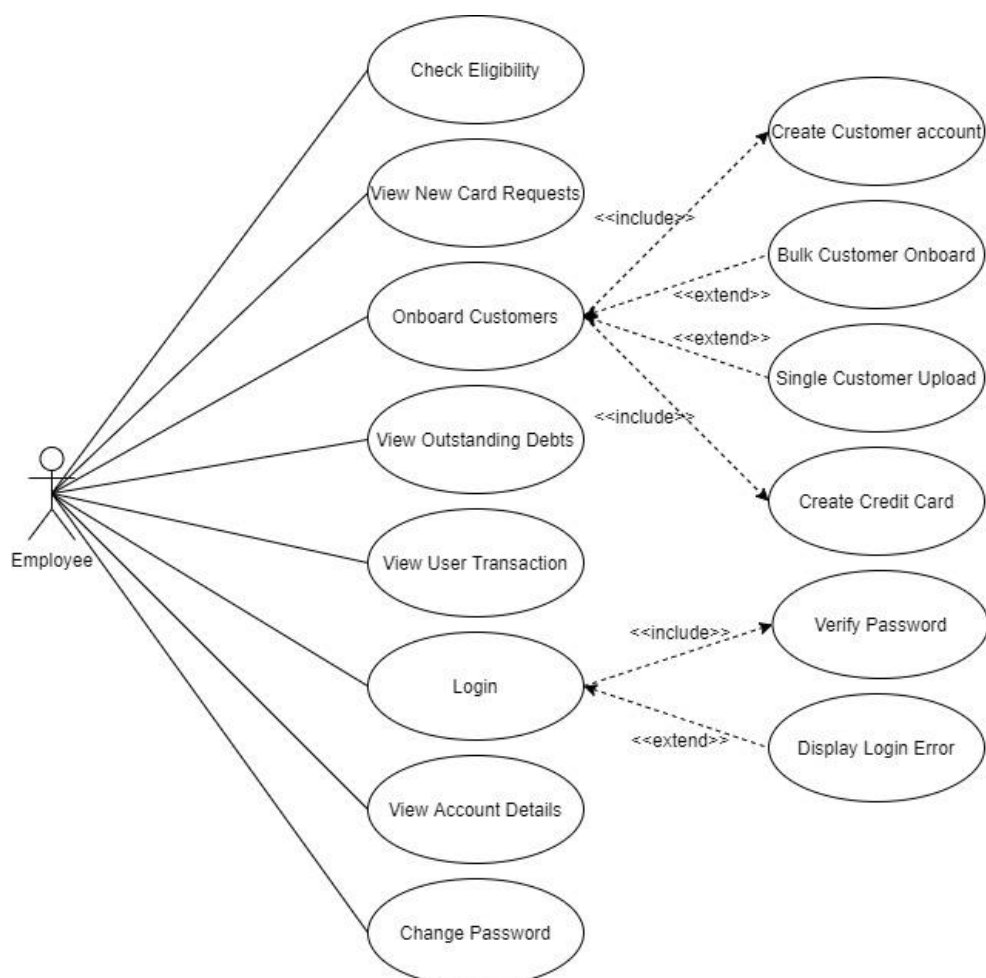 Check Eligibility
Create Customer account
View New Card Requests
<<include>>
Bulk Customer Onboard
<<extend>>
Onboard Customers
<<extend>>
Single Customer Upload
<<include>>
View Outstanding Debts
Create Credit Card
Employee
View User Transaction
Verify Password
<<include>>
Login
<<extend>>
Display Login Error
View Account Details
Change Password